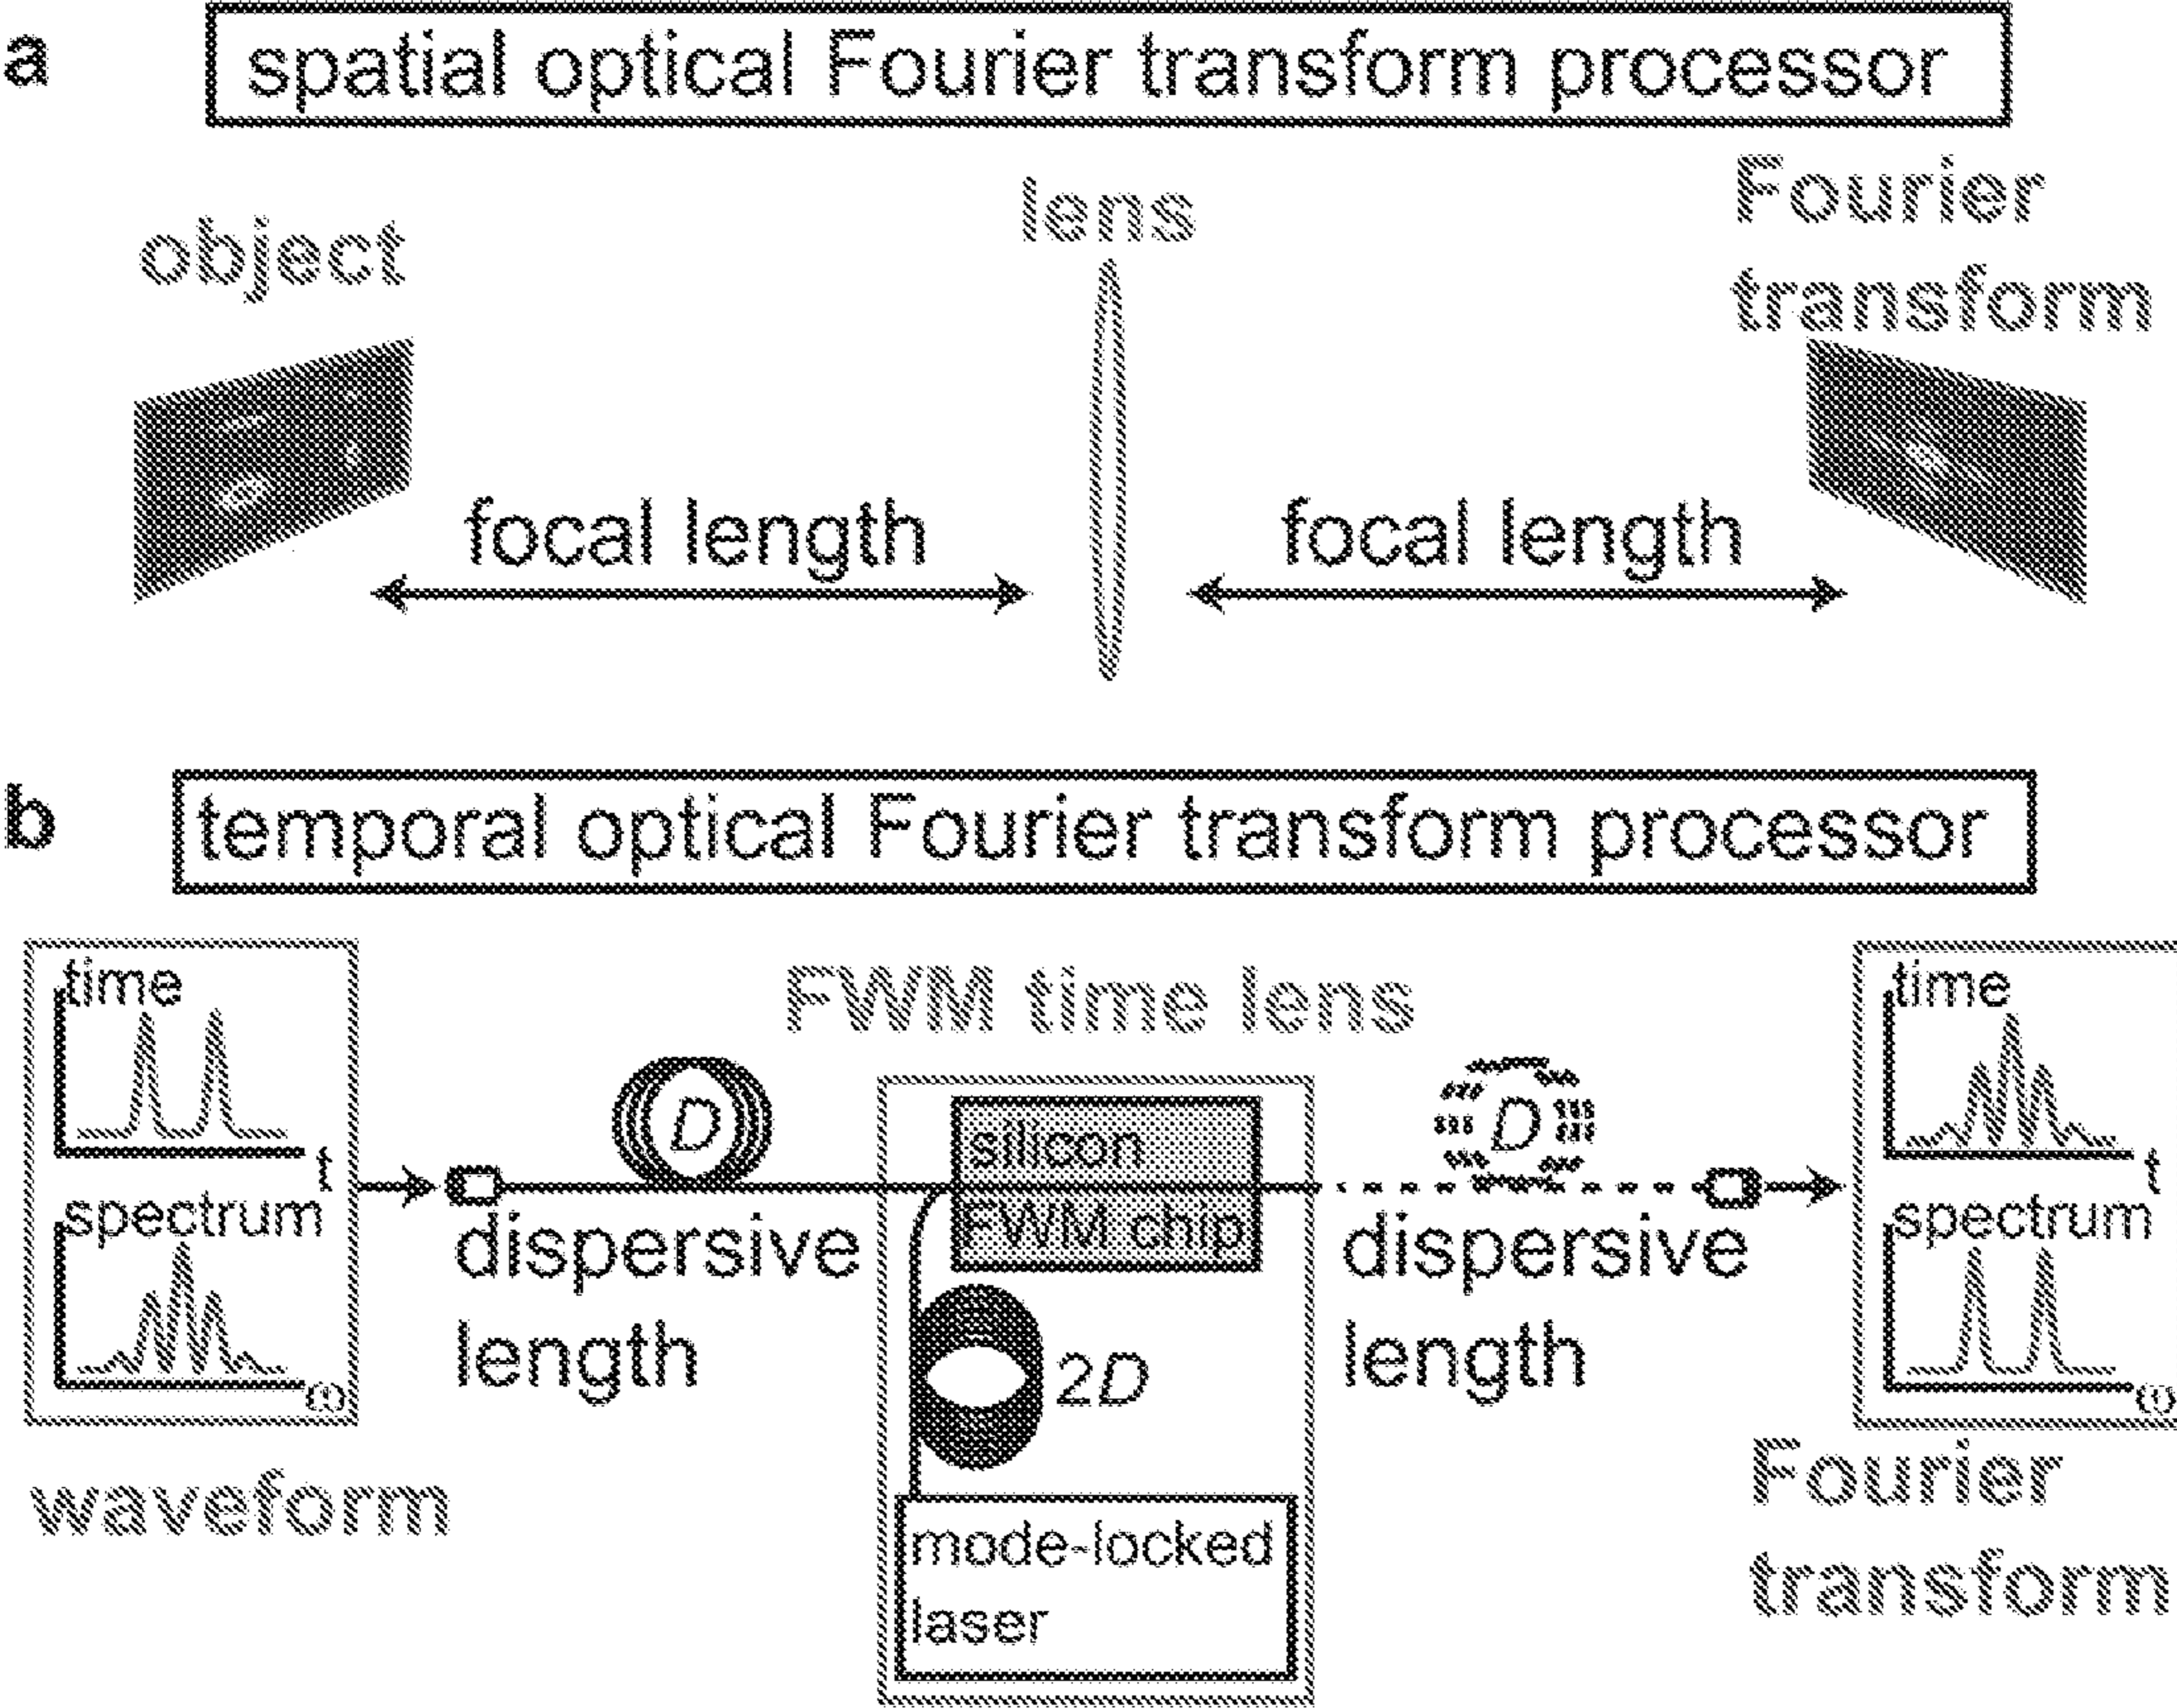 a
spatial optical Fourier transform processor
object
lens
Fourier
transform
focal length
focal length
b
temporal optical Fourier transform processor
time
t
spectrum
ω
waveform
D
dispersive
length
FWM time lens
silicon
FWM chip
2D
mode-locked
laser
D
dispersive
length
time
t
spectrum
ω
Fourier
transform